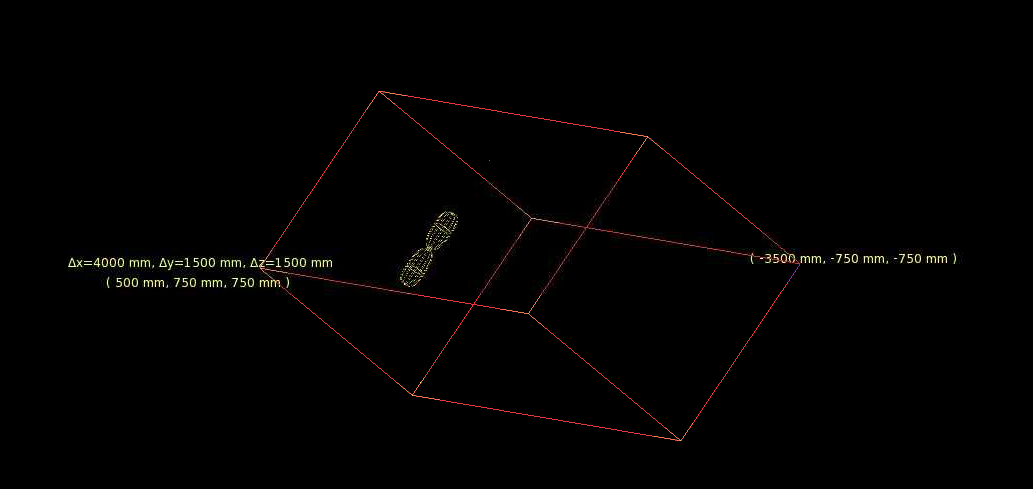 Δx=4000 mm, Δy=1500 mm, Δz=1500 mm
( 500 mm, 750 mm, 750 mm )
( -3500 mm, -750 mm, -750 mm )